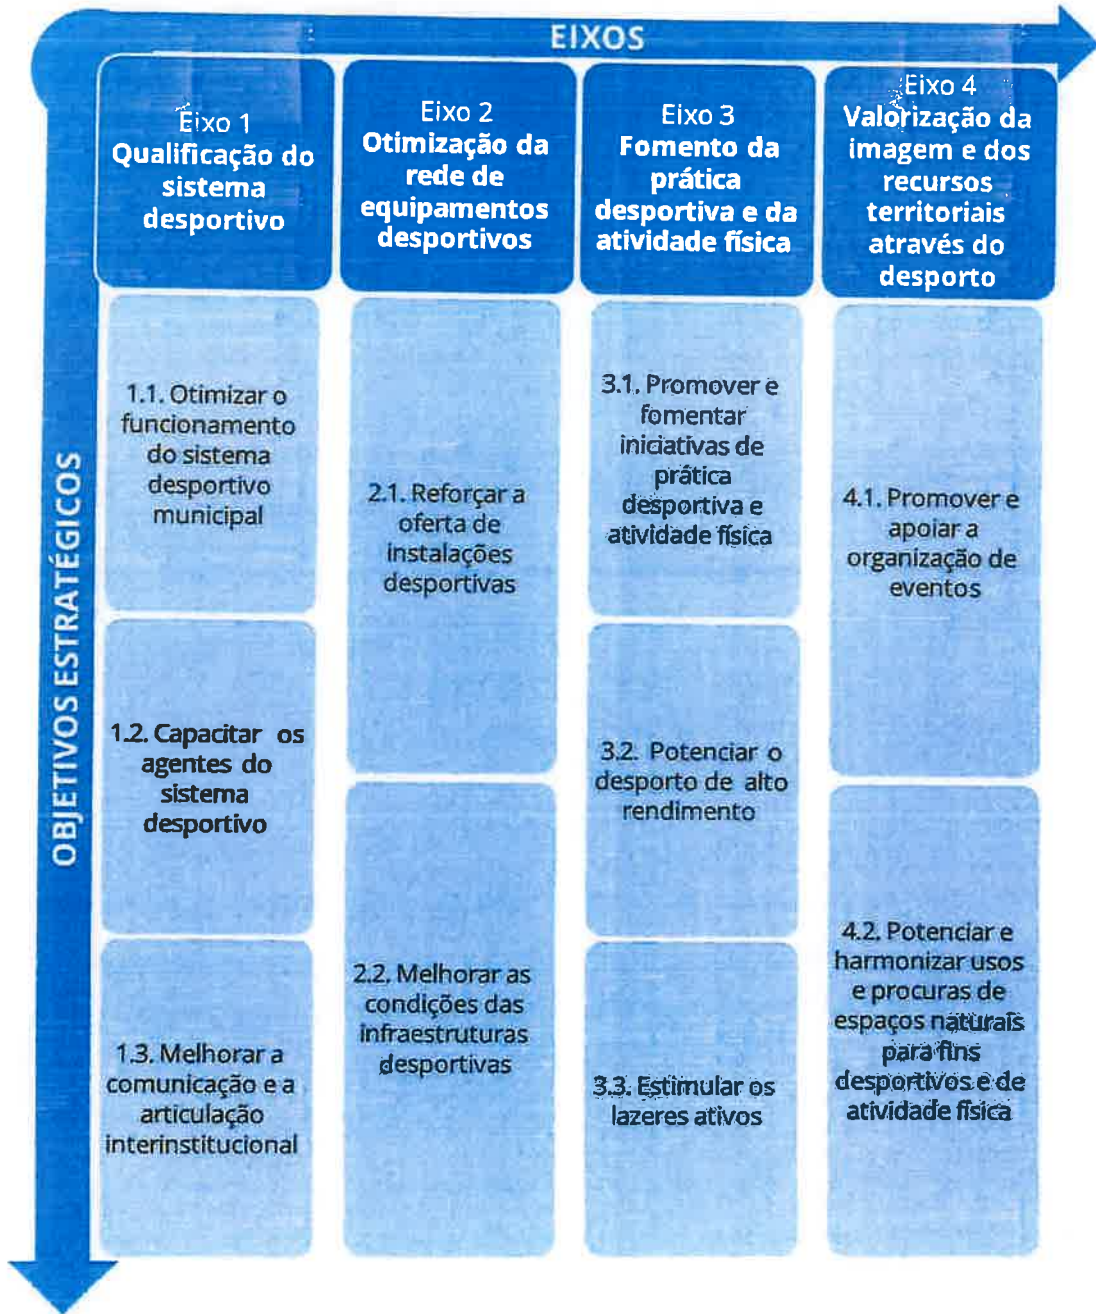 EIXOS
OBJETIVOS ESTRATÉGICOS
Eixo 1
Qualificação do
sistema
desportivo
1.1. Otimizar o
funcionamento
do sistema
desportivo
municipal
1.2. Capacitar os
agentes do
sistema
desportivo
1.3. Melhorar a
comunicação e a
articulação
interinstitucional
Eixo 2
Otimização da
rede de
equipamentos
desportivos
2.1. Reforçar a
oferta de
instalações
desportivas
2.2. Melhorar as
condições das
infraestruturas
desportivas
Eixo 3
Fomento da
prática
desportiva e da
atividade física
3.1. Promover e
fomentar
iniciativas de
prática
desportiva e
atividade física
3.2. Potenciar o
desporto de alto
rendimento
3.3. Estimular os
lazeres ativos
Eixo 4
Valorização da
imagem e dos
recursos
territoriais
através do
desporto
4.1. Promover e
apoiar a
organização de
eventos
4.2. Potenciar e
harmonizar usos
e procuras de
espaços naturais
para fins
desportivos e de
atividade física